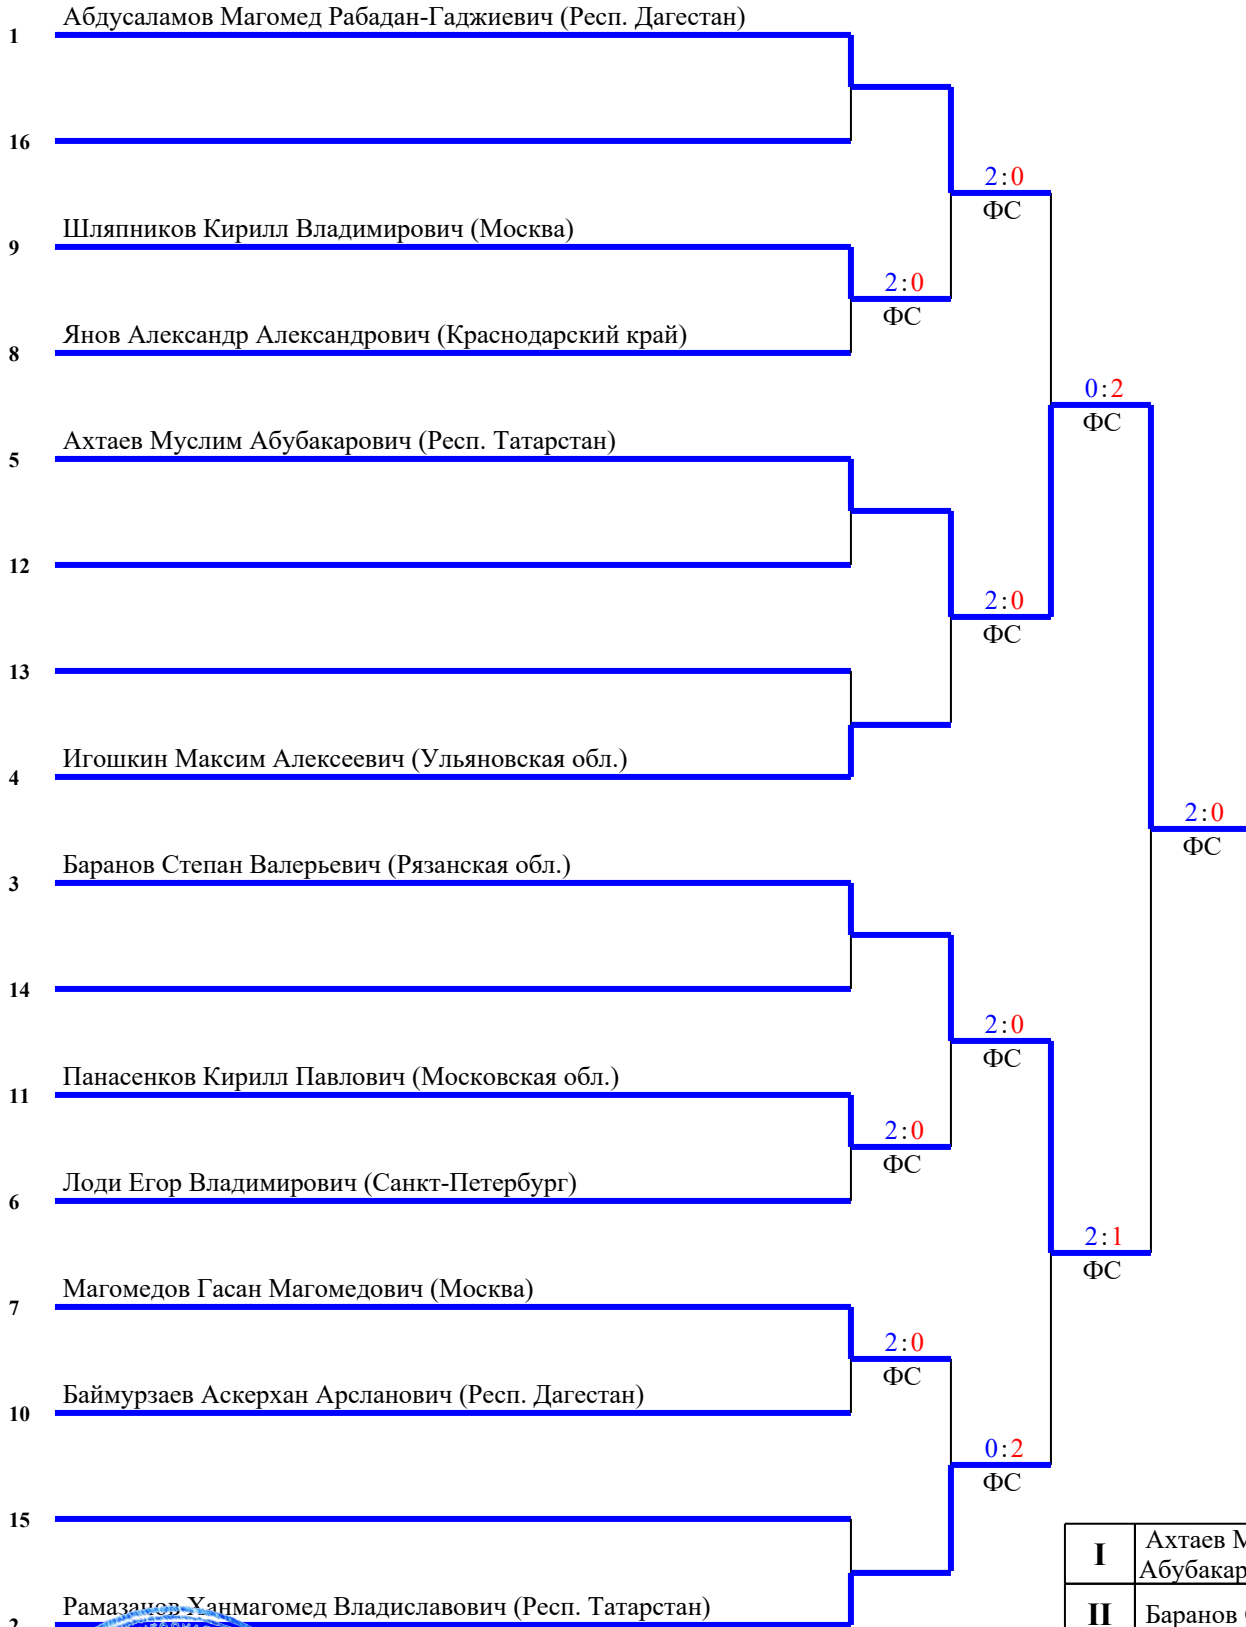 Абдусаламов Магомед Рабадан-Гаджиевич (Респ. Дагестан)
1
16
2:0
ФС
Шляпников Кирилл Владимирович (Москва)
9
2:0
ФС
Янов Александр Александрович (Краснодарский край)
8
0:2
ФС
Ахтаев Муслим Абубакарович (Респ. Татарстан)
5
12
2:0
ФС
13
Игошкин Максим Алексеевич (Ульяновская обл.)
4
2:0
ФС
Баранов Степан Валерьевич (Рязанская обл.)
3
14
2:0
ФС
Панасенков Кирилл Павлович (Московская обл.)
11
2:0
ФС
Лоди Егор Владимирович (Санкт-Петербург)
6
2:1
ФС
Магомедов Гасан Магомедович (Москва)
7
2:0
ФС
Баймурзаев Аскерхан Арсланович (Респ. Дагестан)
10
0:2
ФС
15
I
Ахтаев М
Абубакар
Рамазанов Ханмагомед Владиславович (Респ. Татарстан)
2
II
Баранов